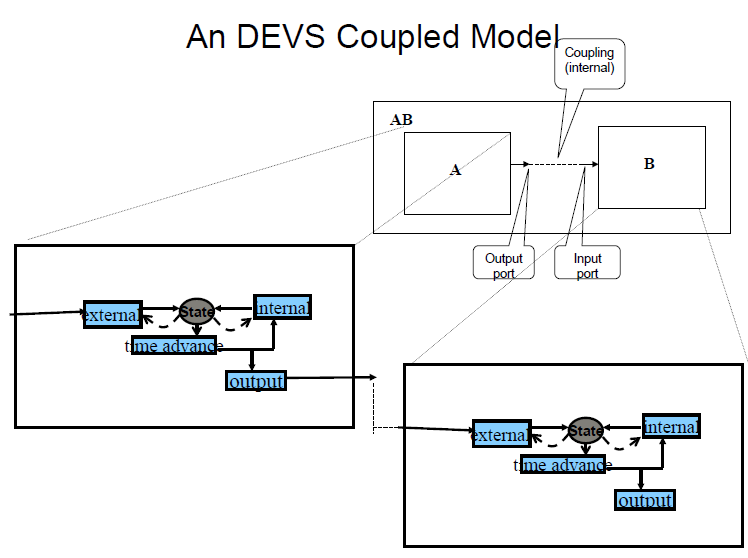 An DEVS Coupled Model
Coupling
(internal)
AB
A
B
Output
port
Input
port
external
State
internal
time advance
output
external
State
internal
time advance
output